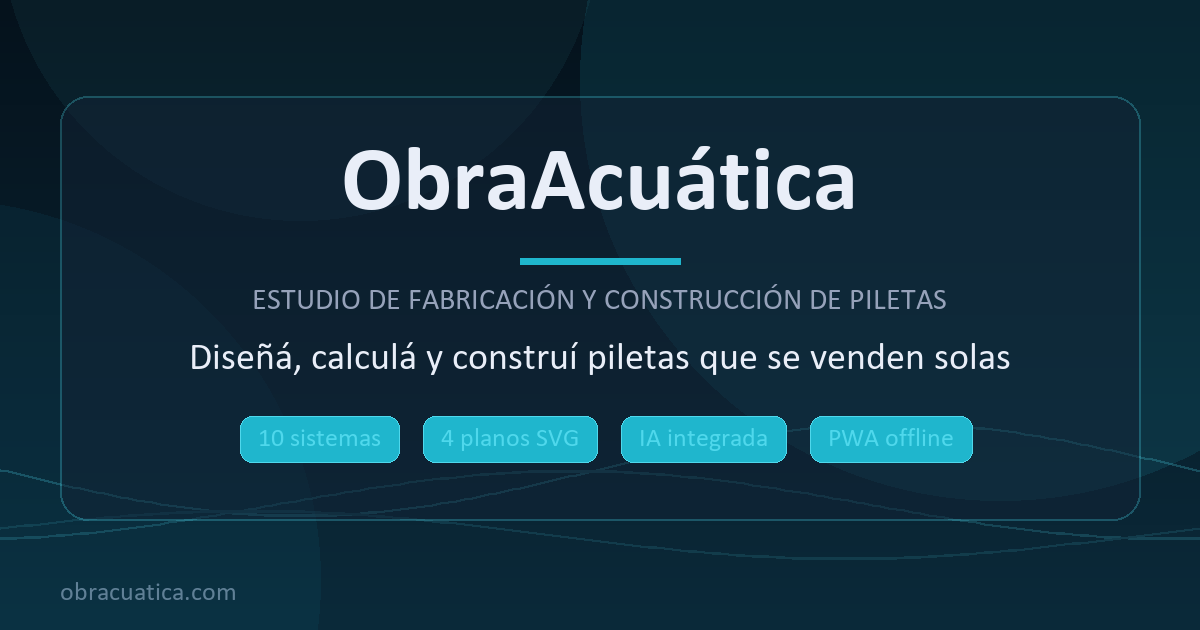 ObraAcuática
ESTUDIO DE FABRICACIÓN Y CONSTRUCCIÓN DE PILETAS
Diseñá, calculá y construí piletas que se venden solas
10 sistemas 4 planos SVG IA integrada PWA offline
obracuatica.com